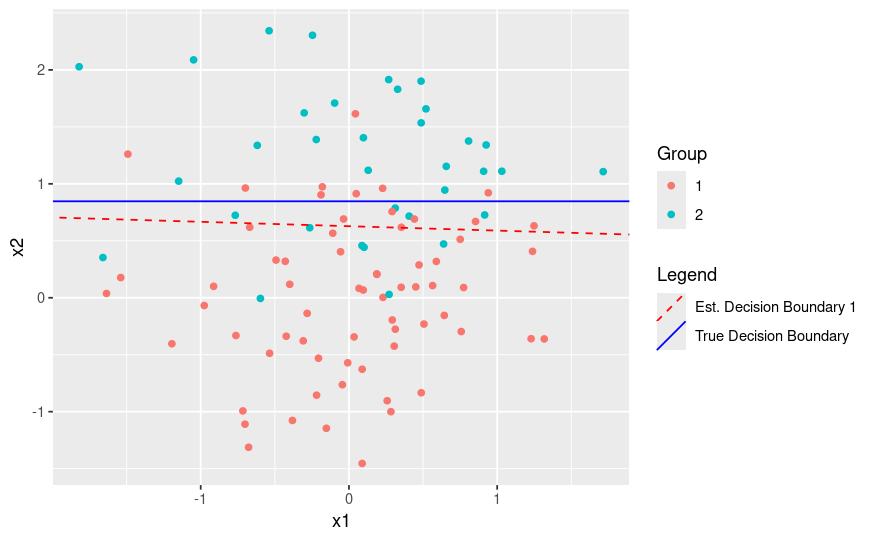 2
1
0
-1
x2
-1
0
1
x1
Group
1
2
Legend
Est. Decision Boundary 1
True Decision Boundary